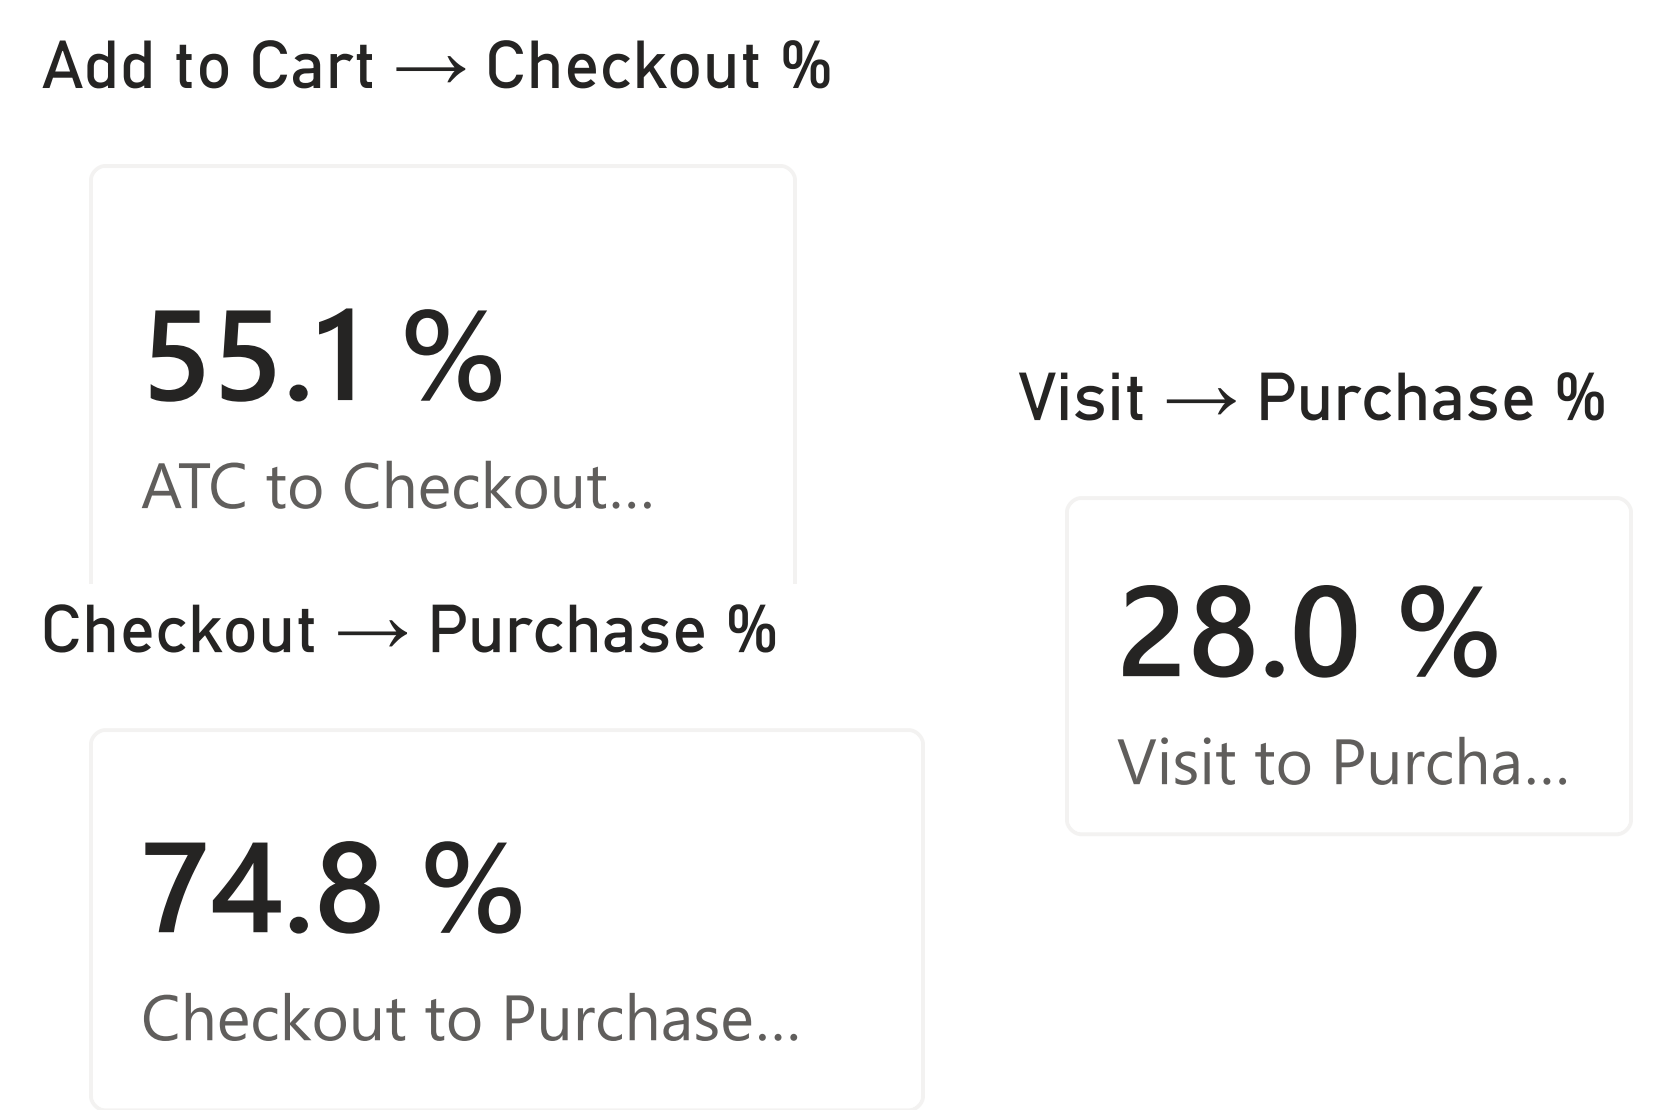 Add to Cart → Checkout %
55.1 %
ATC to Checkout...
Checkout → Purchase %
74.8 %
Checkout to Purchase...
Visit → Purchase %
28.0 %
Visit to Purcha...